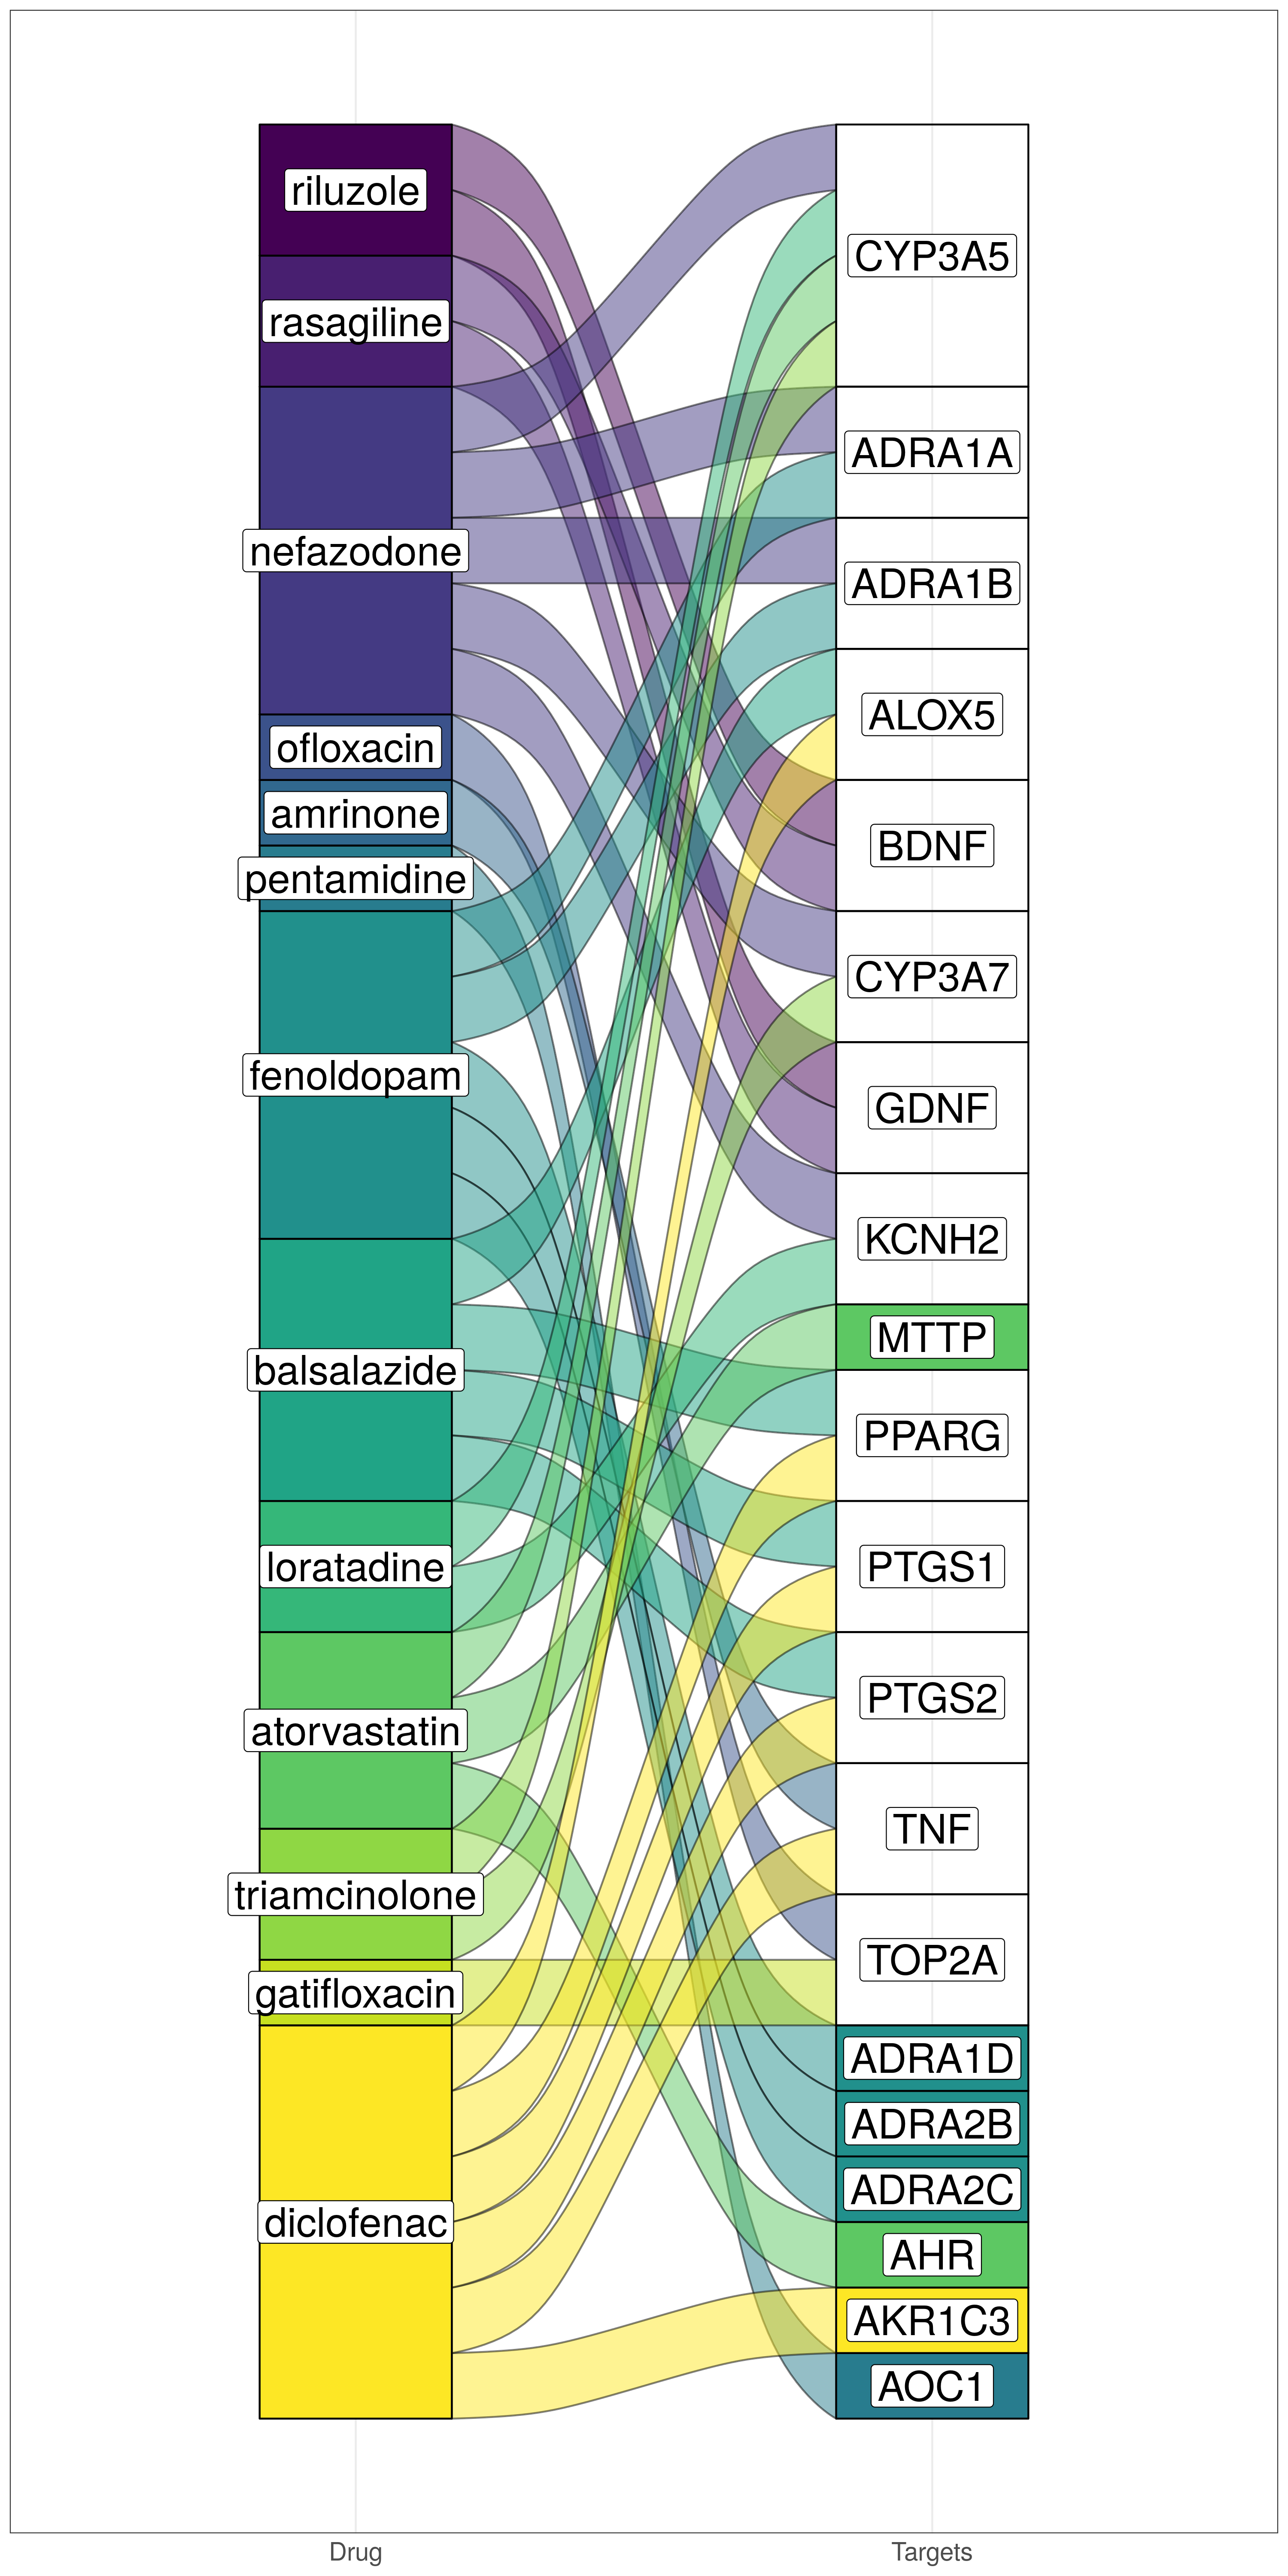 riluzole
rasagiline
nefazodone
ofloxacin
amrinone
pentamidine
fenoldopam
balsalazide
loratadine
atorvastatin
triamcinolone
gatifloxacin
diclofenac
CYP3A5
ADRA1A
ADRA1B
ALOX5
BDNF
CYP3A7
GDNF
KCNH2
MTTP
PPARG
PTGS1
PTGS2
TNF
TOP2A
ADRA1D
ADRA2B
ADRA2C
AHR
AKR1C3
AOC1
Drug
Targets